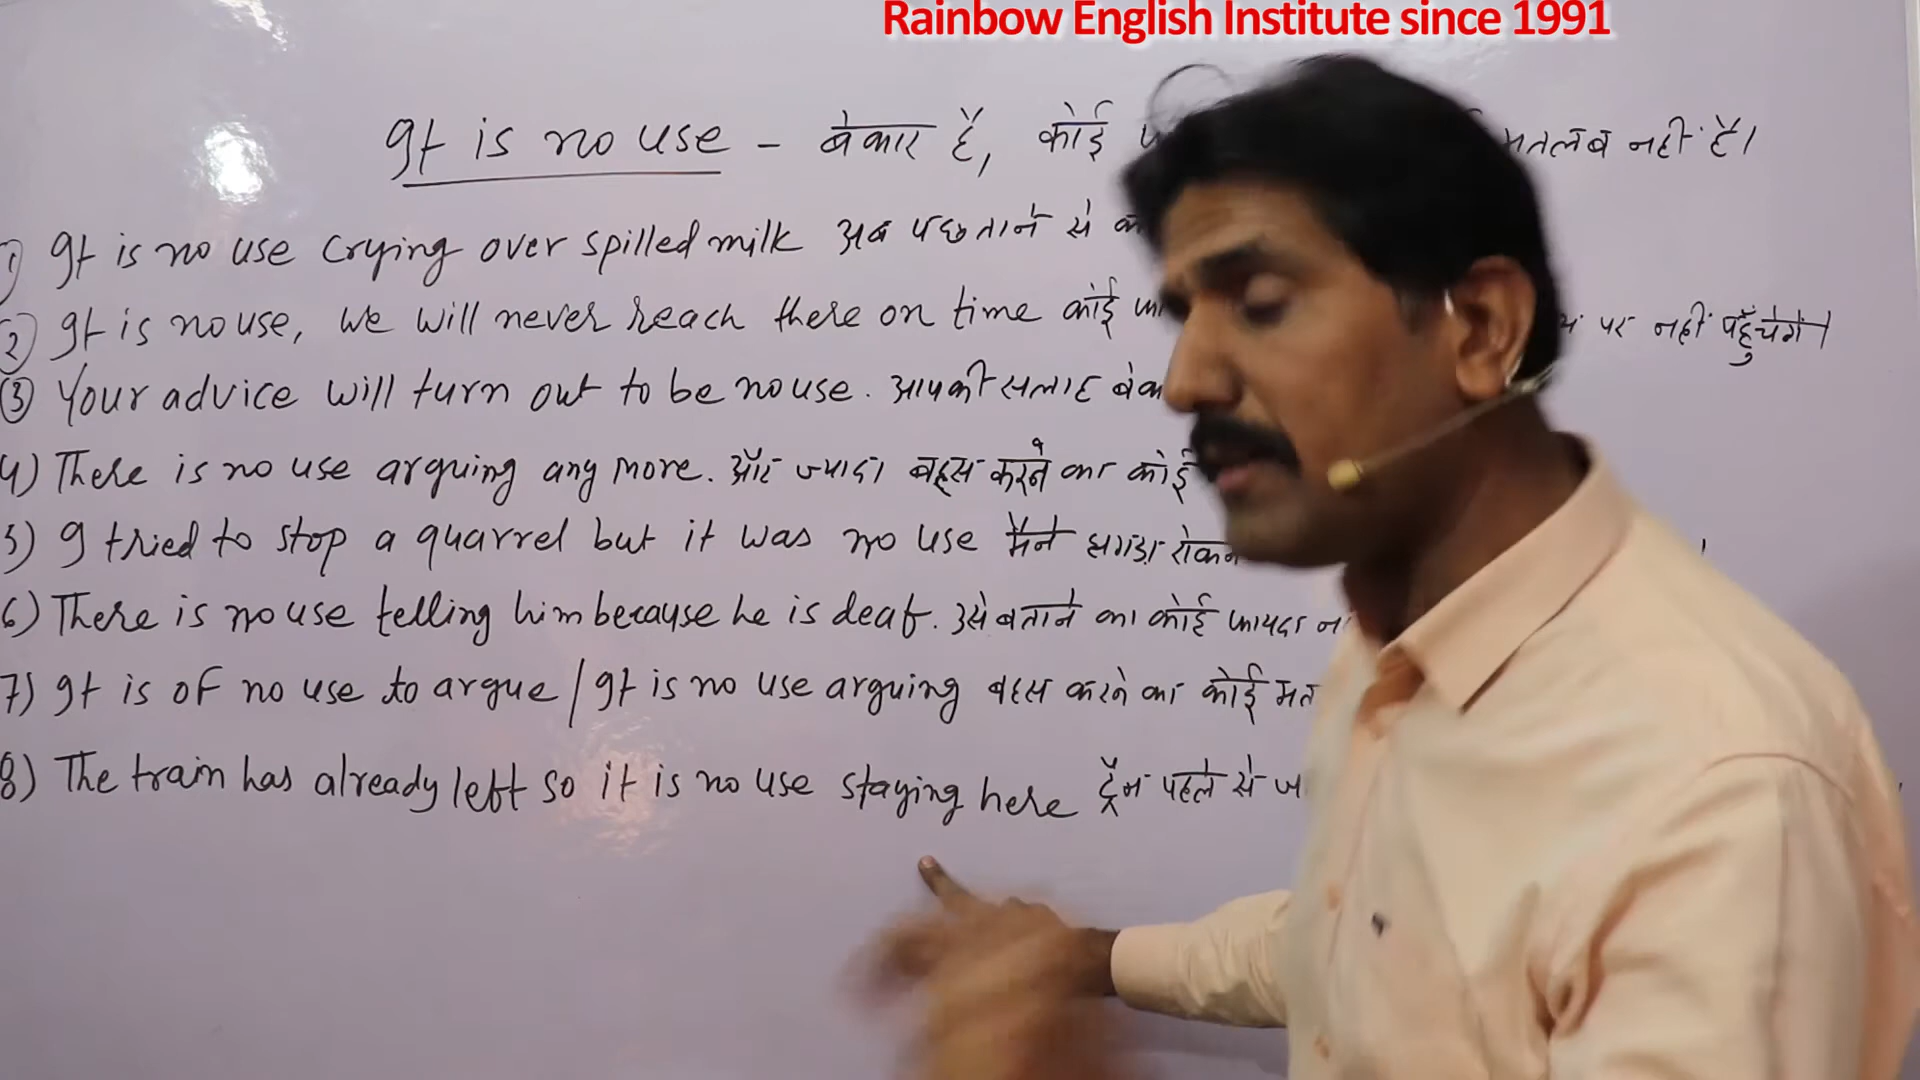 Rainbow English Institute since 1991
It is no use - बेकार है, कोई मतलब नहीं है।
1) It is no use crying over spilled milk अब पछताने से
2) It is no use, we will never reach there on time कोई पर नहीं पहुँचेंगे।
3) Your advice will turn out to be no use. आपकी सलाह
4) There is no use arguing any more. और ज्यादा बहस करने का कोई
5) I tried to stop a quarrel but it was no use मैंने झगड़ा
6) There is no use telling him because he is deaf. उसे बताने का कोई फायदा
7) It is of no use to argue / It is no use arguing बहस करने का कोई
8) The train has already left so it is no use staying here ट्रेन पहले से